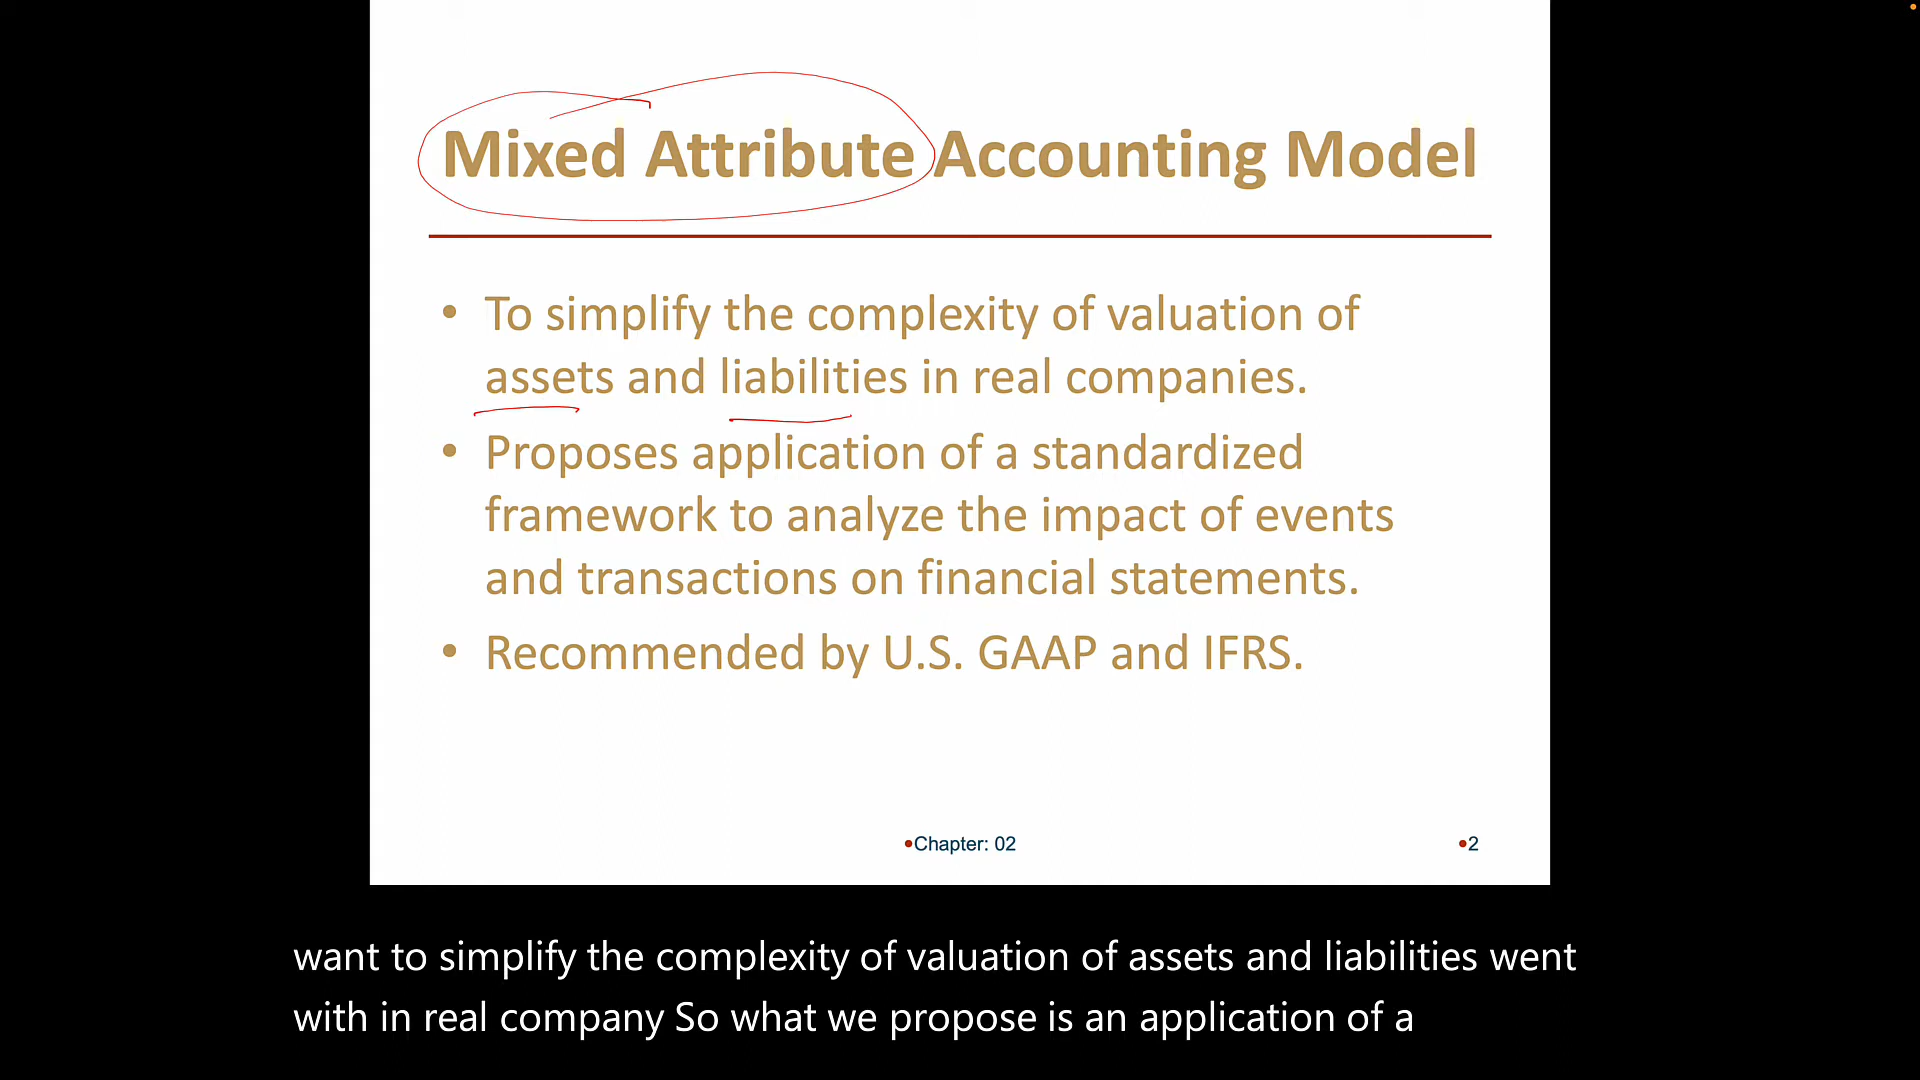 Mixed Attribute Accounting Model
• To simplify the complexity of valuation of
assets and liabilities in real companies.
• Proposes application of a standardized
framework to analyze the impact of events
and transactions on financial statements.
• Recommended by U.S. GAAP and IFRS.
•Chapter: 02
•2
want to simplify the complexity of valuation of assets and liabilities went
with in real company So what we propose is an application of a